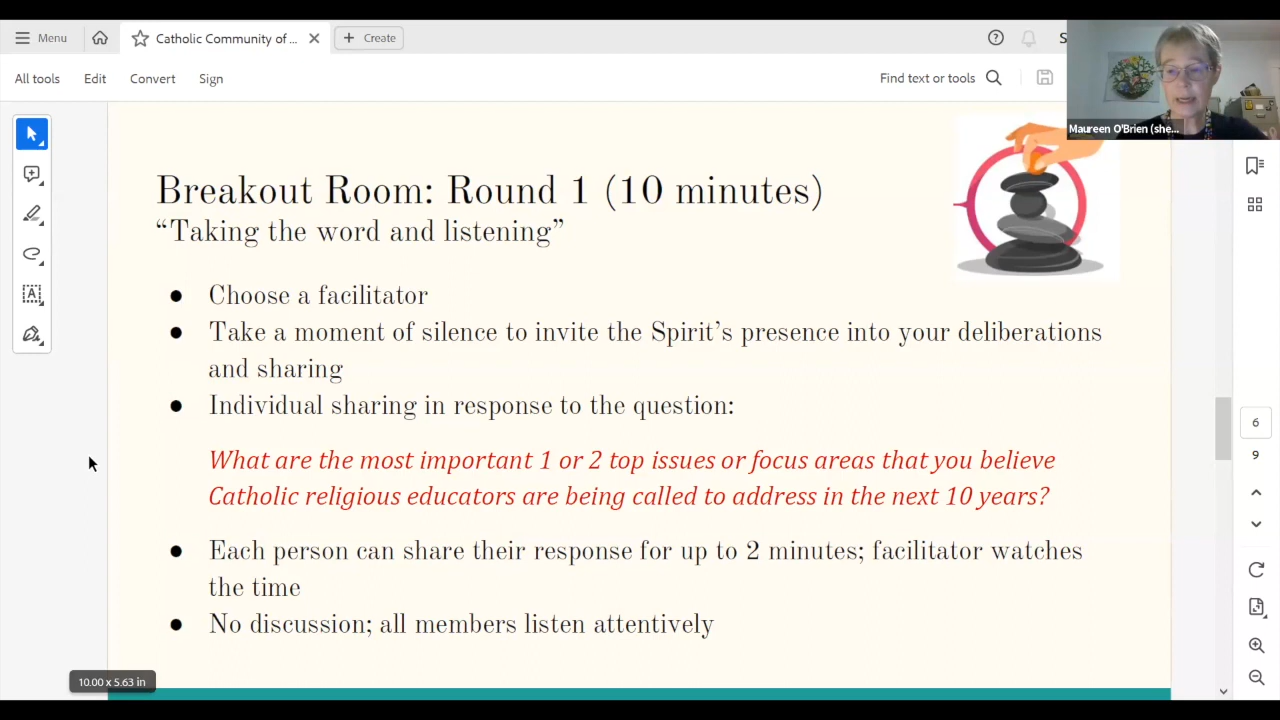 Menu
Catholic Community of ...
Create
S
All tools
Edit
Convert
Sign
Find text or tools
Maureen O'Brien (she...
Breakout Room: Round 1 (10 minutes)
“Taking the word and listening”
● Choose a facilitator
● Take a moment of silence to invite the Spirit’s presence into your deliberations
and sharing
● Individual sharing in response to the question:
What are the most important 1 or 2 top issues or focus areas that you believe
Catholic religious educators are being called to address in the next 10 years?
● Each person can share their response for up to 2 minutes; facilitator watches
the time
● No discussion; all members listen attentively
6
9
10.00 x 5.63 in